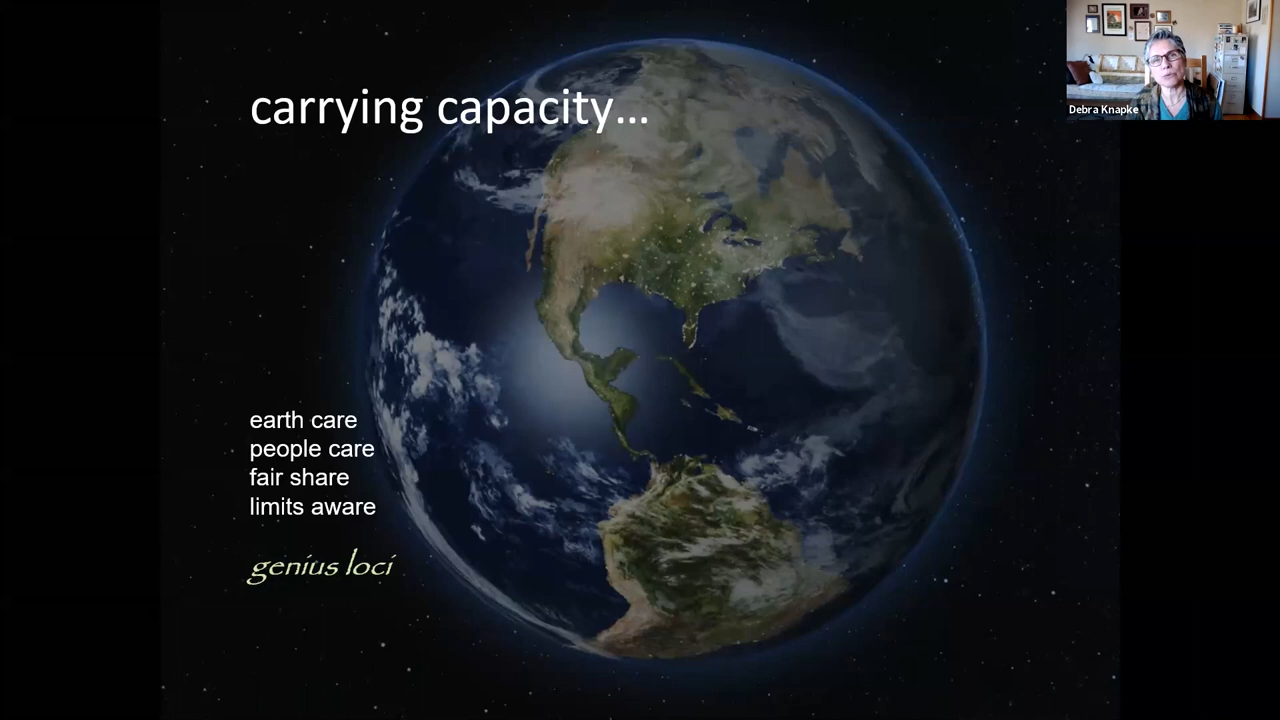 carrying capacity...
Debra Knapke
earth care
people care
fair share
limits aware
genius loci